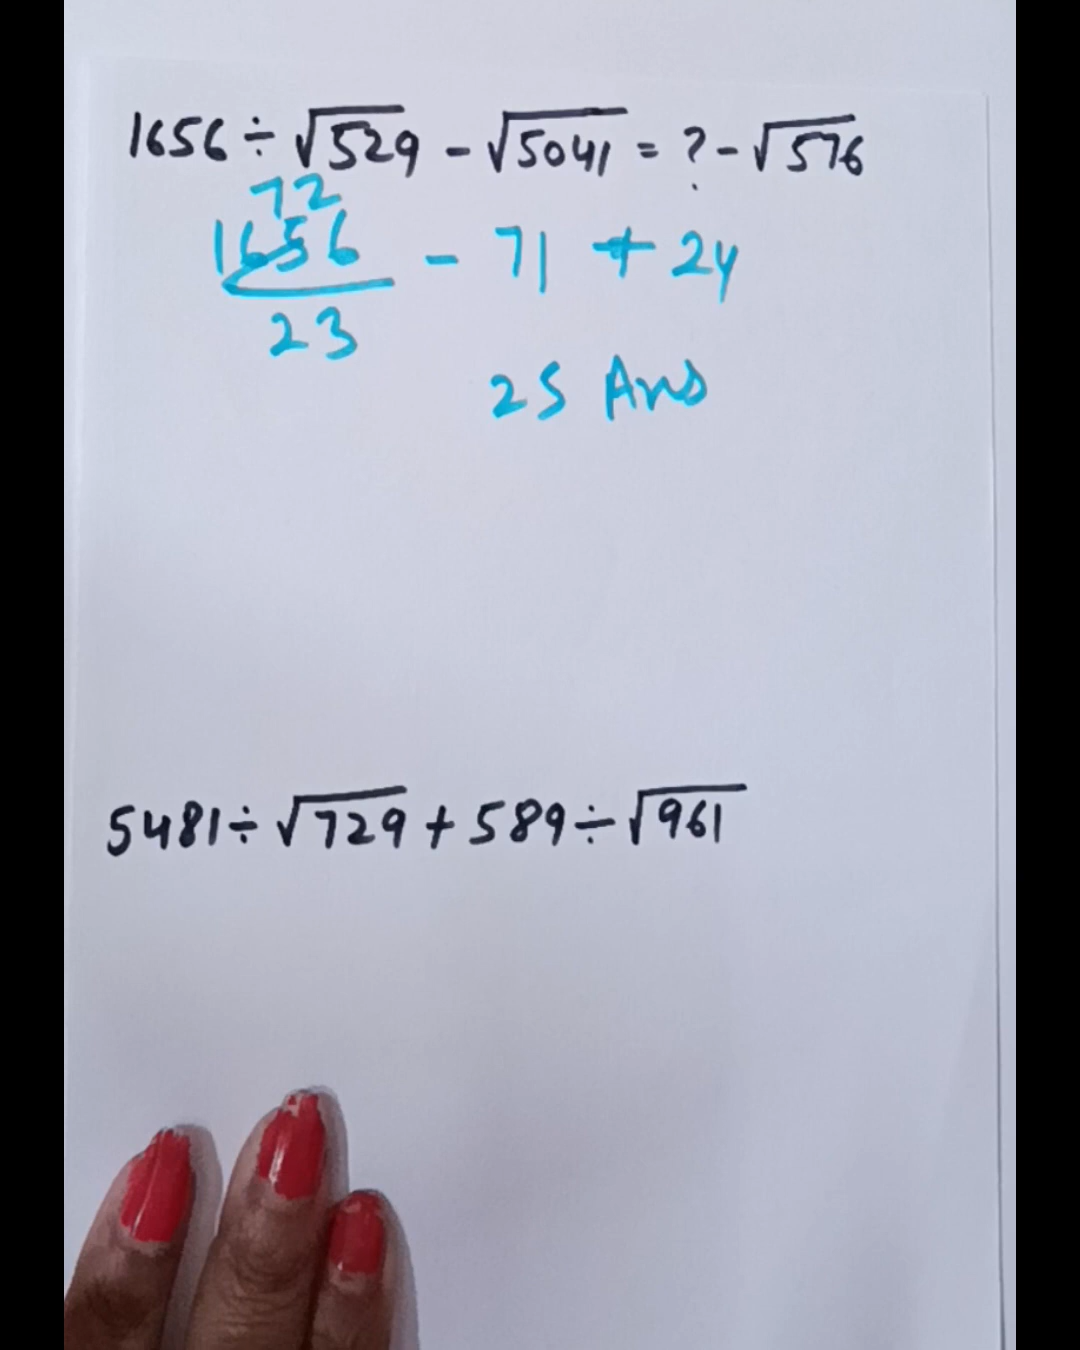 1656 ÷ √529 - √5041 = ? - √576
72
1656 - 71 + 24
23
25 Ans
5481 ÷ √729 + 589 ÷ √961